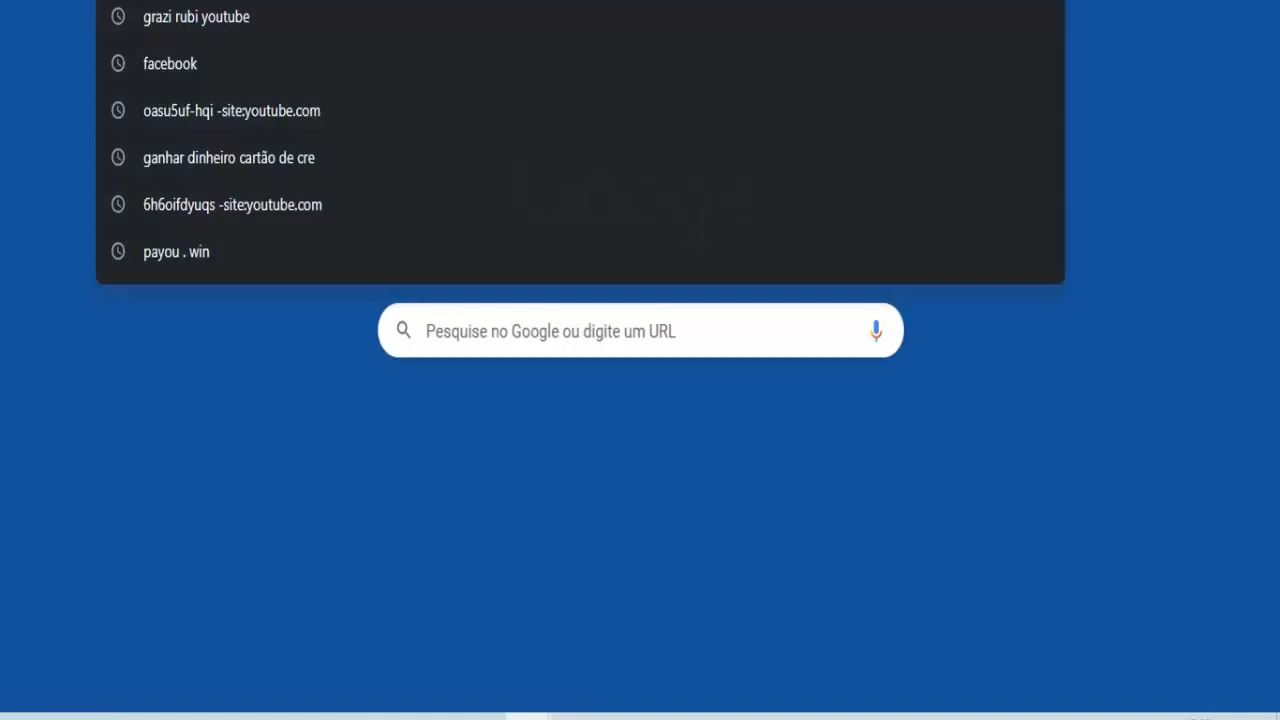 grazi rubi youtube
facebook
oasu5uf-hqi -site:youtube.com
ganhar dinheiro cartão de cre
6h6oifdyuqs -site:youtube.com
payou . win
Pesquise no Google ou digite um URL